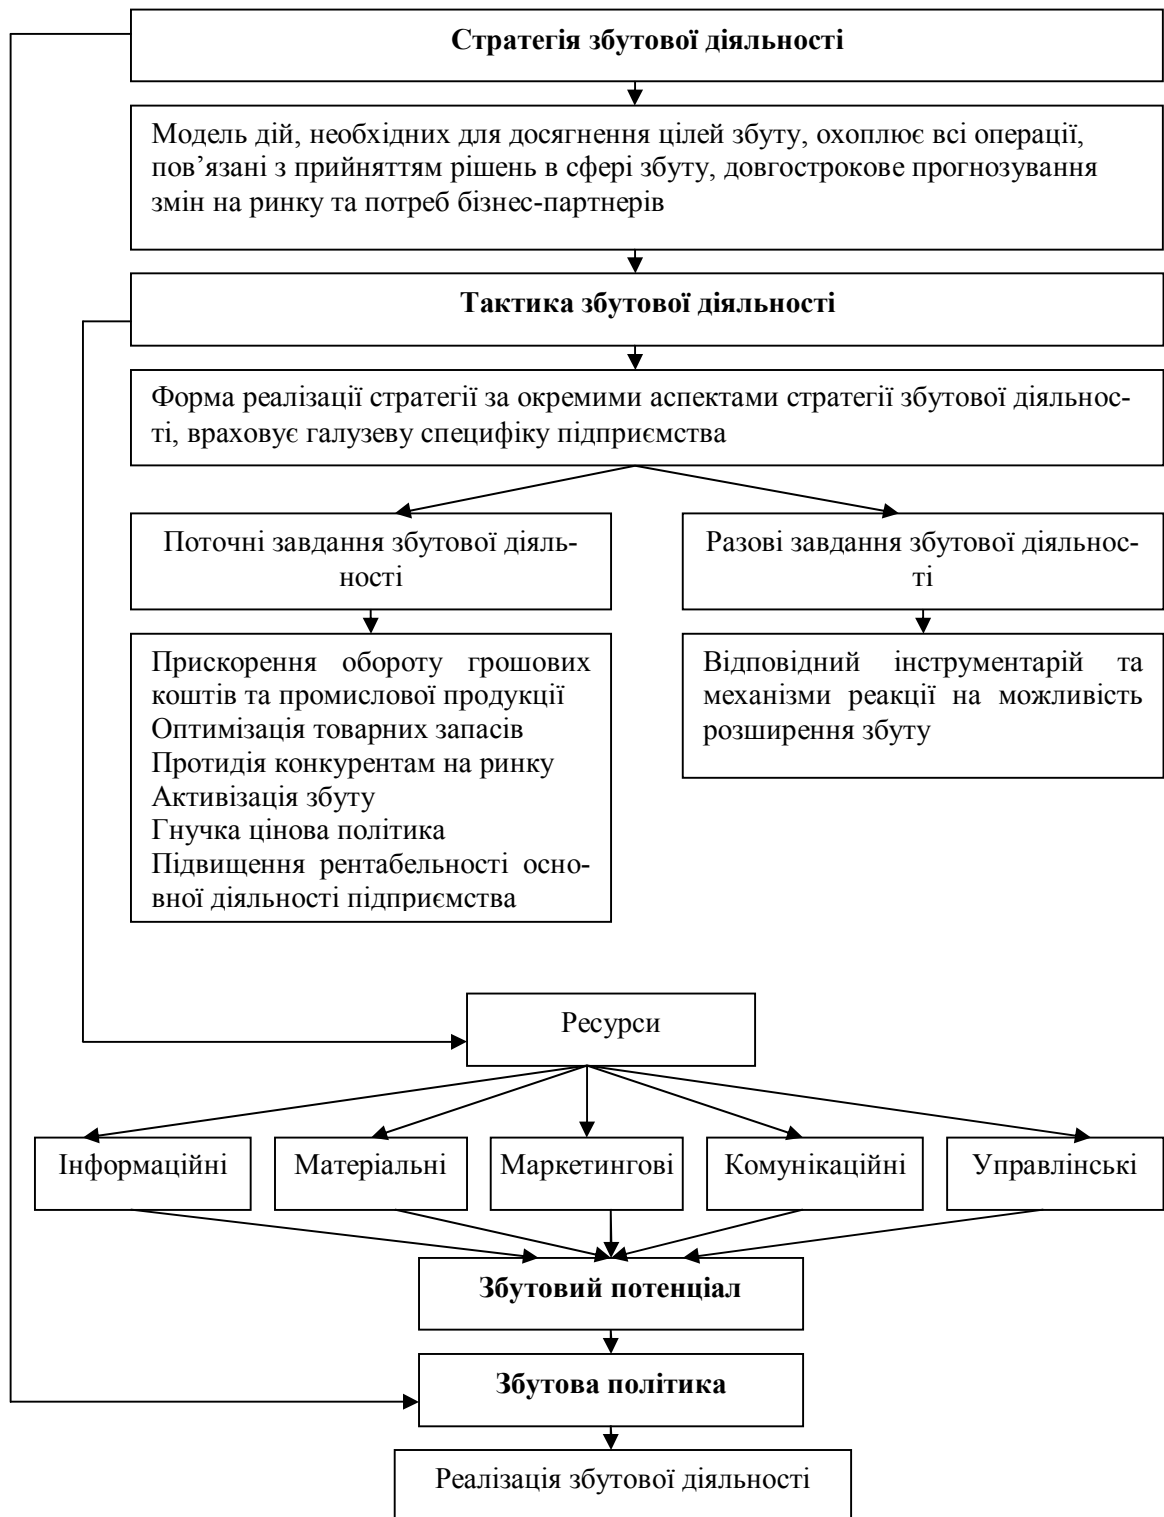 Стратегія збутової діяльності
Модель дій, необхідних для досягнення цілей збуту, охоплює всі операції,
пов’язані з прийняттям рішень в сфері збуту, довгострокове прогнозування
змін на ринку та потреб бізнес-партнерів
Тактика збутової діяльності
Форма реалізації стратегії за окремими аспектами стратегії збутової діяльнос-
ті, враховує галузеву специфіку підприємства
Поточні завдання збутової діяль-
ності
Разові завдання збутової діяльнос-
ті
Прискорення обороту грошових
коштів та промислової продукції
Оптимізація товарних запасів
Протидія конкурентам на ринку
Активізація збуту
Гнучка цінова політика
Підвищення рентабельності осно-
вної діяльності підприємства
Відповідний інструментарій та
механізми реакції на можливість
розширення збуту
Ресурси
Інформаційні
Матеріальні
Маркетингові
Комунікаційні
Управлінські
Збутовий потенціал
Збутова політика
Реалізація збутової діяльності